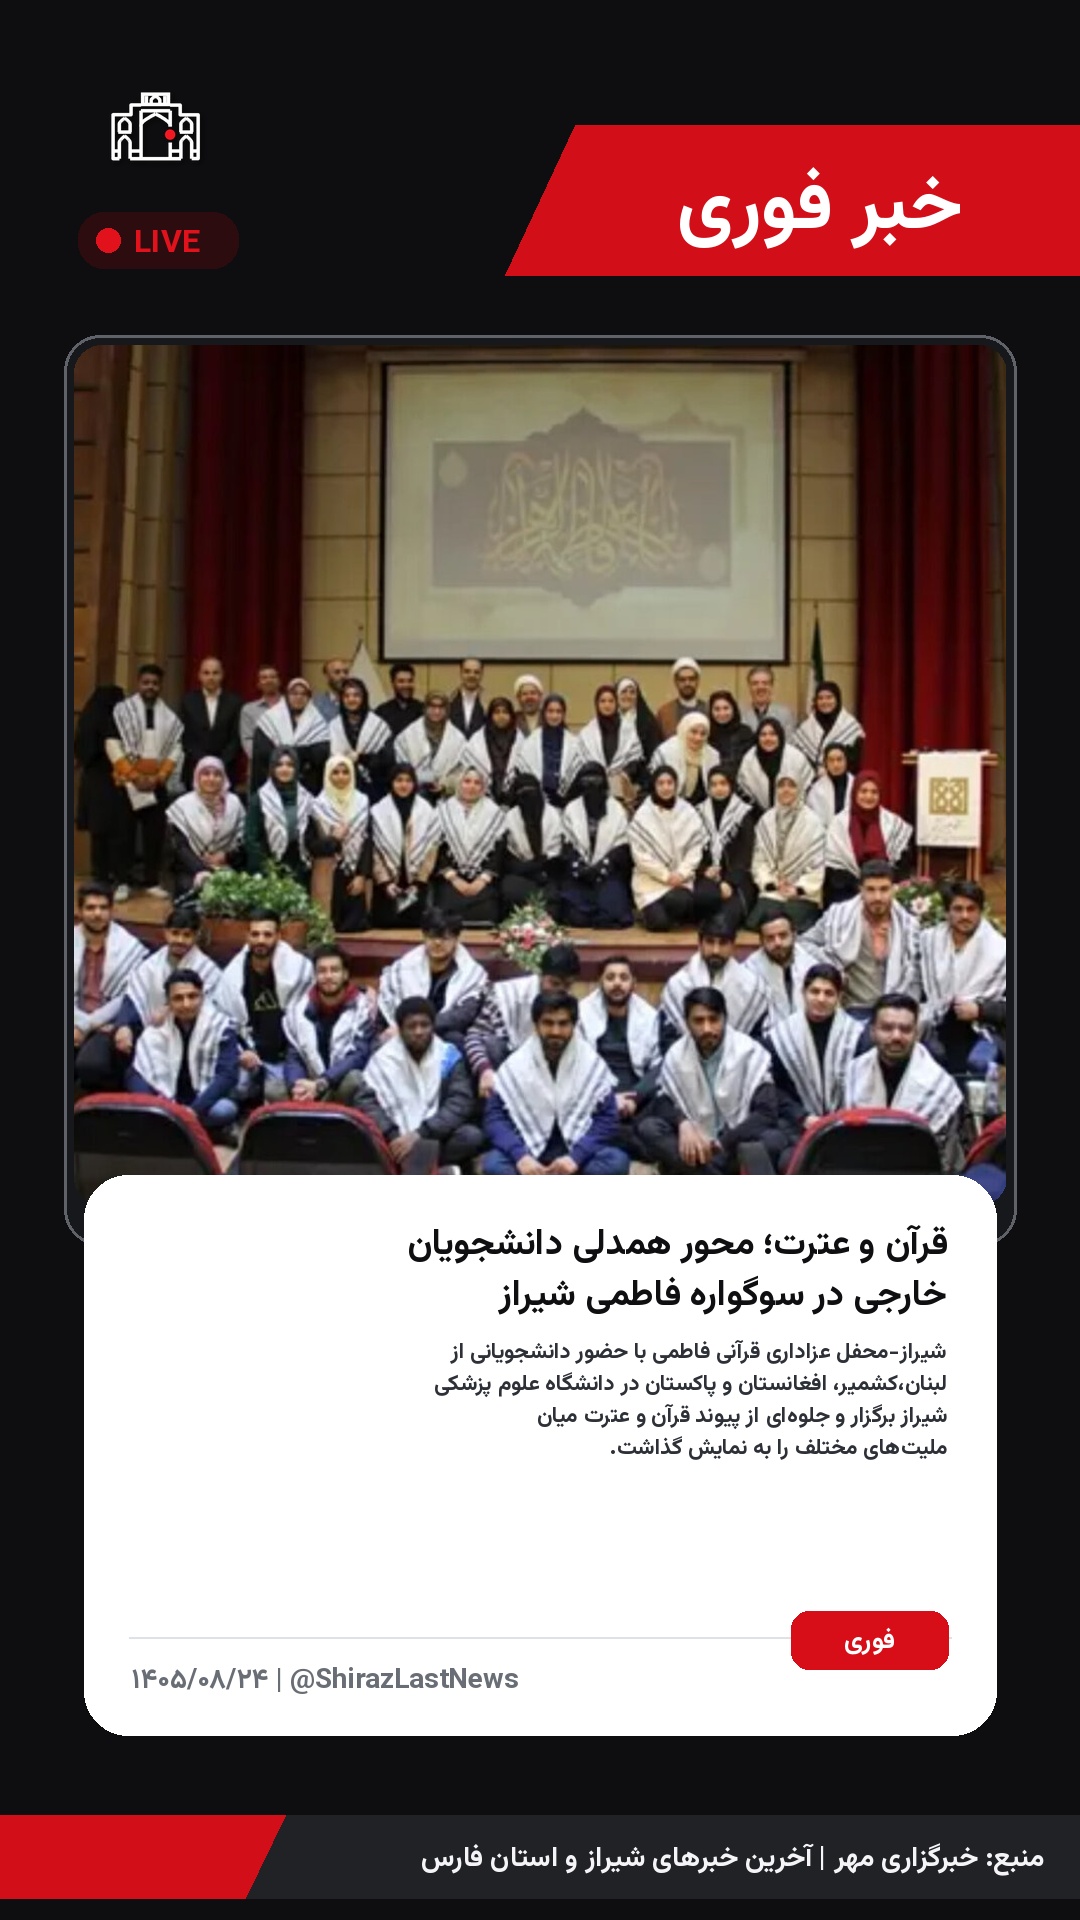 خبر فوری
LIVE
قرآن و عترت؛ محور همدلی دانشجویان
خارجی در سوگواره فاطمی شیراز
شیراز-محفل عزاداری قرآنی فاطمی با حضور دانشجویانی از
لبنان،کشمیر، افغانستان و پاکستان در دانشگاه علوم پزشکی
شیراز برگزار و جلوه‌ای از پیوند قرآن و عترت میان
ملیت‌های مختلف را به نمایش گذاشت.
فوری
۱۴۰۵/۰۸/۲۴ | @ShirazLastNews
منبع: خبرگزاری مهر | آخرین خبرهای شیراز و استان فارس